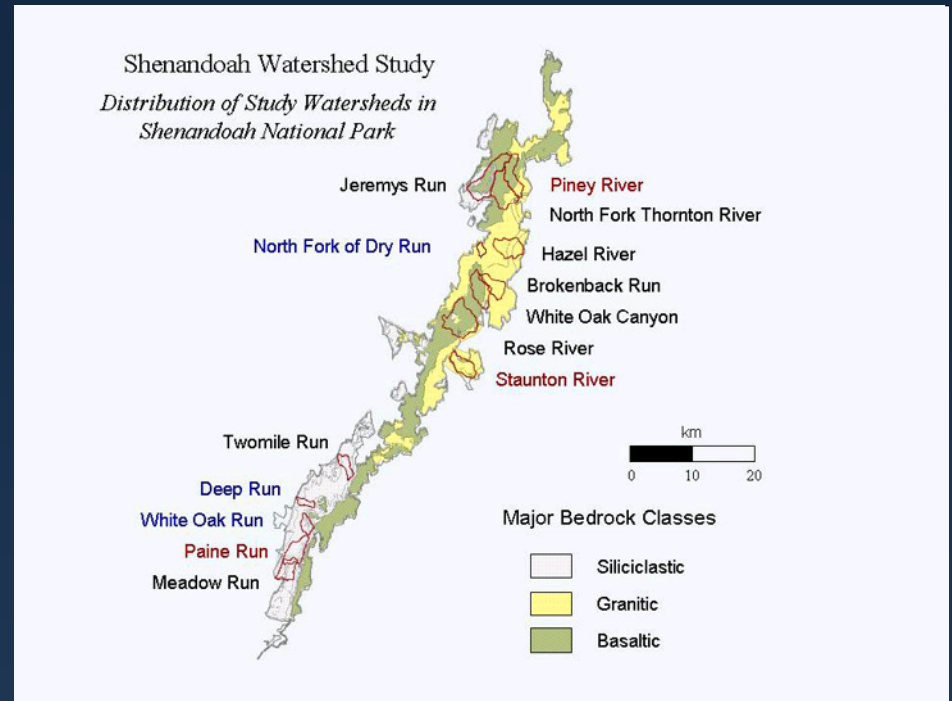 Shenandoah Watershed Study
Distribution of Study Watersheds in
Shenandoah National Park
Jeremys Run
Piney River
North Fork Thornton River
North Fork of Dry Run
Hazel River
Brokenback Run
White Oak Canyon
Rose River
Staunton River
Twomile Run
Deep Run
White Oak Run
Paine Run
Meadow Run
km
0 10 20
Major Bedrock Classes
Siliciclastic
Granitic
Basaltic